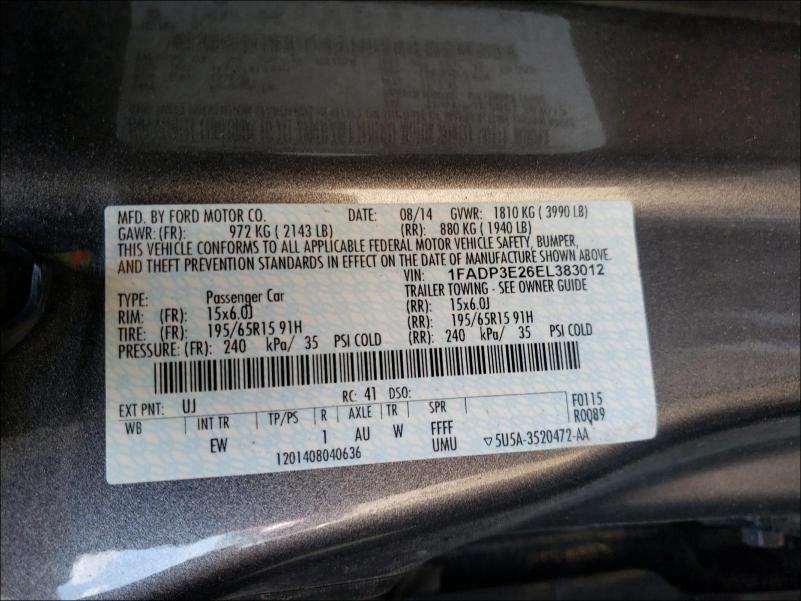 MFD. BY FORD MOTOR CO. DATE: 08/14 GVWR: 1810 KG ( 3990 LB)
GAWR: (FR): 972 KG ( 2143 LB) (RR): 880 KG ( 1940 LB)
THIS VEHICLE CONFORMS TO ALL APPLICABLE FEDERAL MOTOR VEHICLE SAFETY, BUMPER,
AND THEFT PREVENTION STANDARDS IN EFFECT ON THE DATE OF MANUFACTURE SHOWN ABOVE.
VIN: 1FADP3E26EL383012
TYPE: Passenger Car TRAILER TOWING - SEE OWNER GUIDE
RIM: (FR): 15x6.0J (RR): 15x6.0J
TIRE: (FR): 195/65R15 91H (RR): 195/65R15 91H
PRESSURE: (FR): 240 kPa/ 35 PSI COLD (RR): 240 kPa/ 35 PSI COLD
EXT PNT: UJ RC: 41 DSO: F0115
WB INT TR TP/PS R AXLE TR SPR R0089
EW 1 AU W FFFF
1201408040636 UMU ▽5U5A-3520472-AA